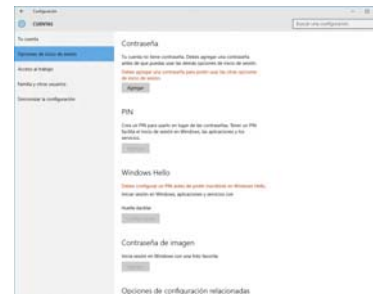 Configuración
CUENTAS
Buscar una configuración
Tu cuenta
Opciones de inicio de sesión
Acceso al trabajo
Familia y otros usuarios
Sincronizar la configuración
Contraseña
Tu cuenta no tiene contraseña. Debes agregar una contraseña
antes de que puedas usar las demás opciones de inicio de sesión.
Debes agregar una contraseña para poder usar las otras opciones
de inicio de sesión.
Agregar
PIN
Crea un PIN para usarlo en lugar de las contraseñas. Tener un PIN
facilita el inicio de sesión en Windows, las aplicaciones y los
servicios.
Agregar
Windows Hello
Debes configurar un PIN antes de poder inscribirte en Windows Hello.
Iniciar sesión en Windows, aplicaciones y servicios con
Huella dactilar
Contraseña de imagen
Inicia sesión en Windows con una foto favorita
Agregar
Opciones de configuración relacionadas